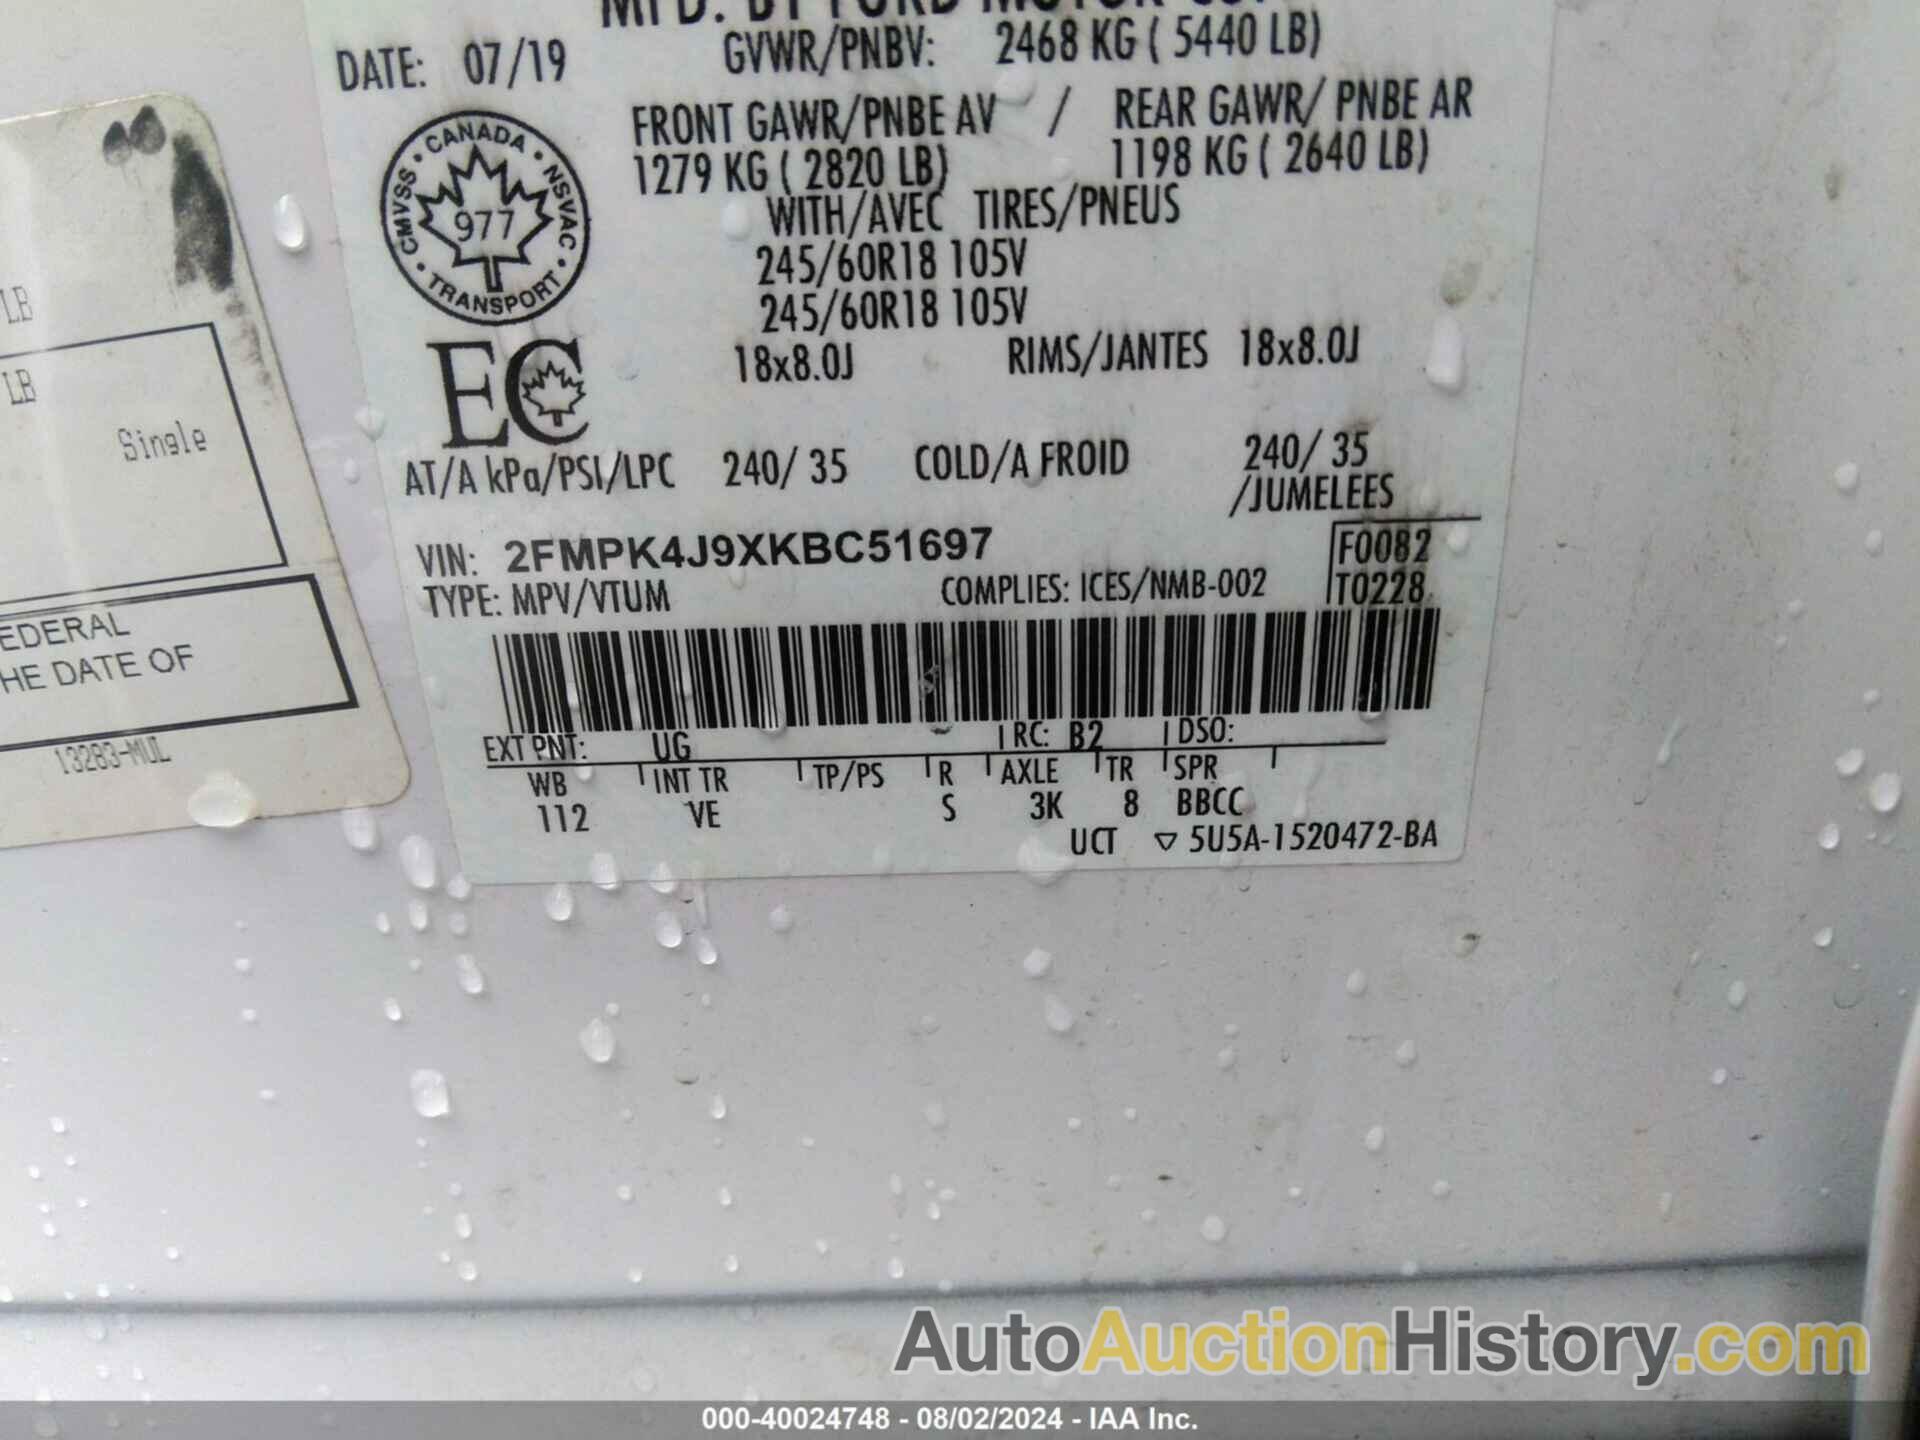 MFD. BY FORD MOTOR CO.
DATE: 07/19 GVWR/PNBV: 2468 KG ( 5440 LB)
FRONT GAWR/PNBE AV / REAR GAWR/ PNBE AR
1279 KG ( 2820 LB) 1198 KG ( 2640 LB)
WITH/AVEC TIRES/PNEUS
245/60R18 105V
245/60R18 105V
18x8.0J RIMS/JANTES 18x8.0J
CANADA
CMVSS • NSVAC
977
TRANSPORT
EC
AT/A kPa/PSI/LPC 240/ 35 COLD/A FROID 240/ 35
/JUMELEES
VIN: 2FMPK4J9XKBC51697 F0082
TYPE: MPV/VTUM COMPLIES: ICES/NMB-002 T0228
EXT PNT: UG RC: B2 DSO:
WB INT TR TP/PS R AXLE TR SPR
112 VE S 3K 8 BBCC
UCT ▽ 5U5A-1520472-BA
LB
LB
Single
EDERAL
HE DATE OF
13283-MUL
AutoAuctionHistory.com
000-40024748 - 08/02/2024 - IAA Inc.